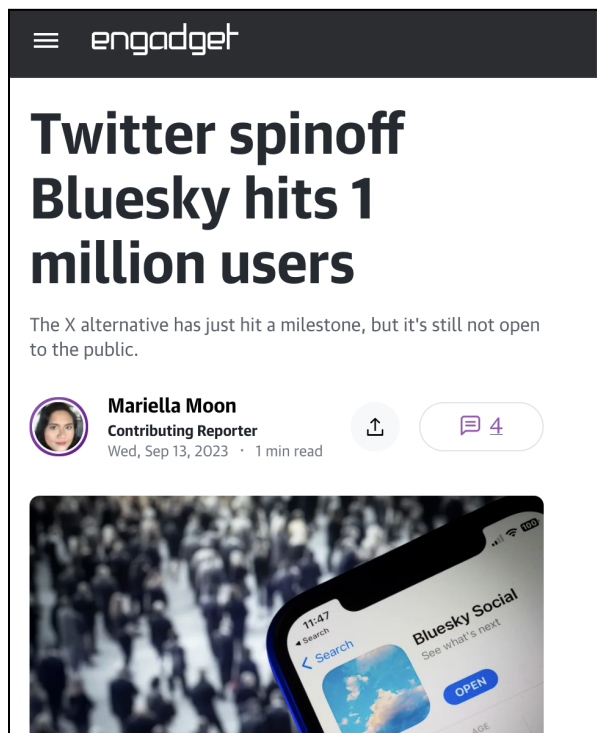 engadget
Twitter spinoff
Bluesky hits 1
million users
The X alternative has just hit a milestone, but it's still not open
to the public.
Mariella Moon
Contributing Reporter
Wed, Sep 13, 2023 · 1 min read
4
11:47
100
◀ Search
Search
Bluesky Social
See what's next
OPEN
AGE